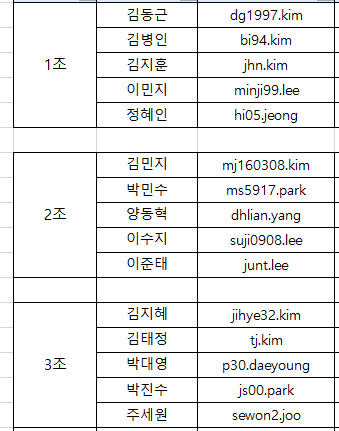 김동근 dg1997.kim
김병인 bi94.kim
1조 김지훈 jhn.kim
이민지 minji99.lee
정혜인 hi05.jeong
김민지 mj160308.kim
박민수 ms5917.park
2조 양동혁 dhlian.yang
이수지 suji0908.lee
이준태 junt.lee
김지혜 jihye32.kim
김태정 tj.kim
3조 박대영 p30.daeyoung
박진수 js00.park
주세원 sewon2.joo